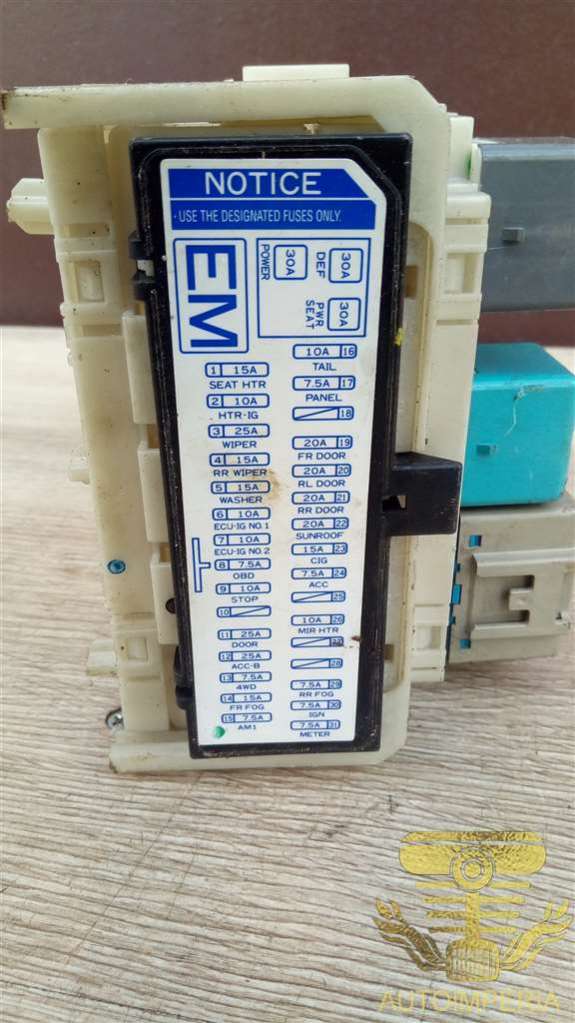 NOTICE
· USE THE DESIGNATED FUSES ONLY.
EM
POWER
30A
DEF
30A
PWR
SEAT
30A
1 15A
SEAT HTR
2 10A
HTR-IG
3 25A
WIPER
4 15A
RR WIPER
5 15A
WASHER
6 10A
ECU-IG NO.1
7 10A
ECU-IG NO.2
8 7.5A
OBD
9 10A
STOP
10
11 25A
DOOR
12 25A
ACC-B
13 7.5A
4WD
14 15A
FR FOG
15 7.5A
AM1
10A 16
TAIL
7.5A 17
PANEL
18
20A 19
FR DOOR
20A 20
RL DOOR
20A 21
RR DOOR
20A 22
SUNROOF
15A 23
CIG
7.5A 24
ACC
25
10A 26
MIR HTR
27
28
7.5A 29
RR FOG
7.5A 30
IGN
7.5A 31
METER
AUTOIMPERIA